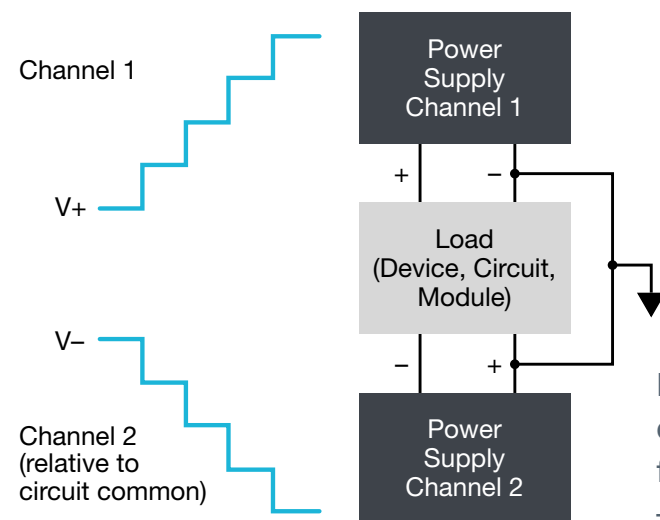 Channel 1
V+
V–
Channel 2
(relative to
circuit common)
Power
Supply
Channel 1
+
–
Load
(Device, Circuit,
Module)
–
+
Power
Supply
Channel 2